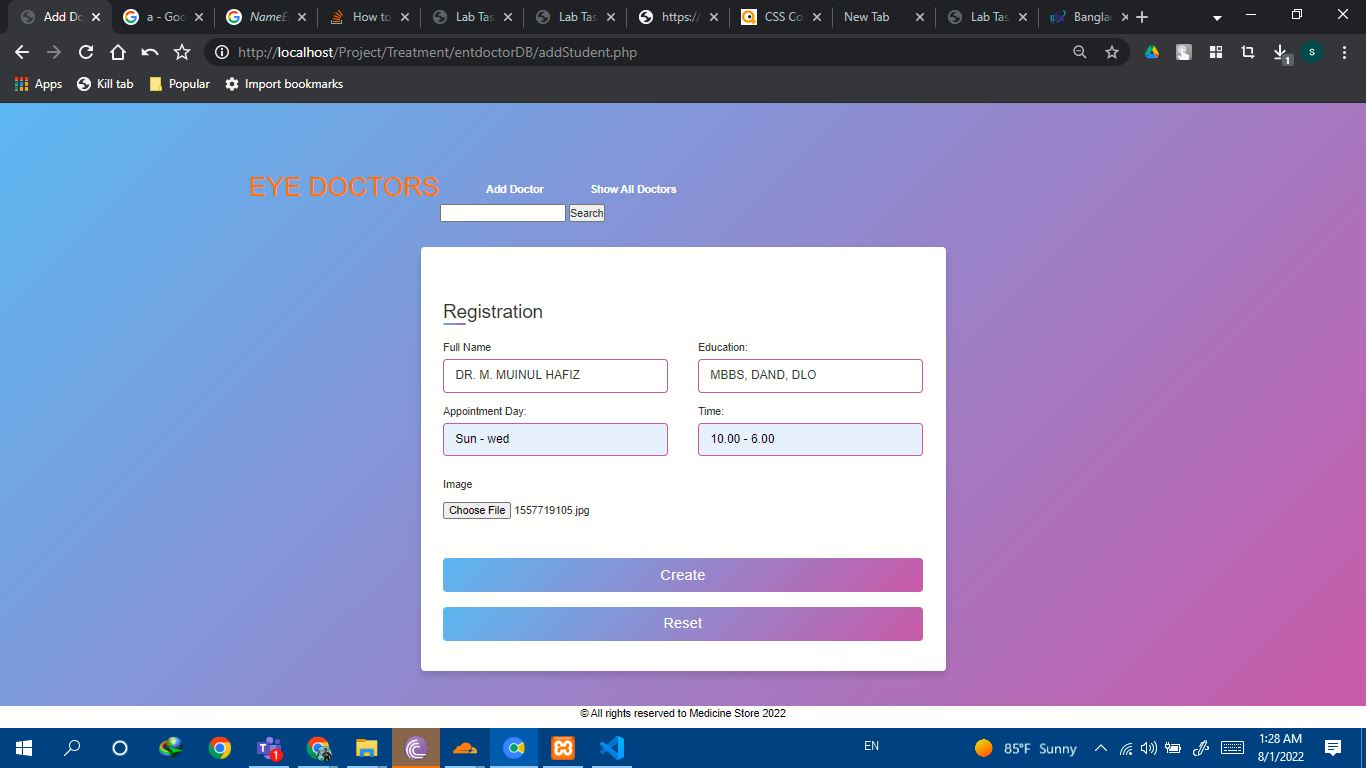 Add Do
a - Goo
NameE
How to
Lab Tas
Lab Tas
https:/
CSS Co
New Tab
Lab Tas
Banglad
http://localhost/Project/Treatment/entdoctorDB/addStudent.php
S
1
Apps
Kill tab
Popular
Import bookmarks
EYE DOCTORS
Add Doctor
Show All Doctors
Search
Registration
Full Name
Education:
DR. M. MUINUL HAFIZ
MBBS, DAND, DLO
Appointment Day:
Time:
Sun - wed
10.00 - 6.00
Image
Choose File 1557719105.jpg
Create
Reset
© All rights reserved to Medicine Store 2022
1
EN
85°F Sunny
1:28 AM
8/1/2022